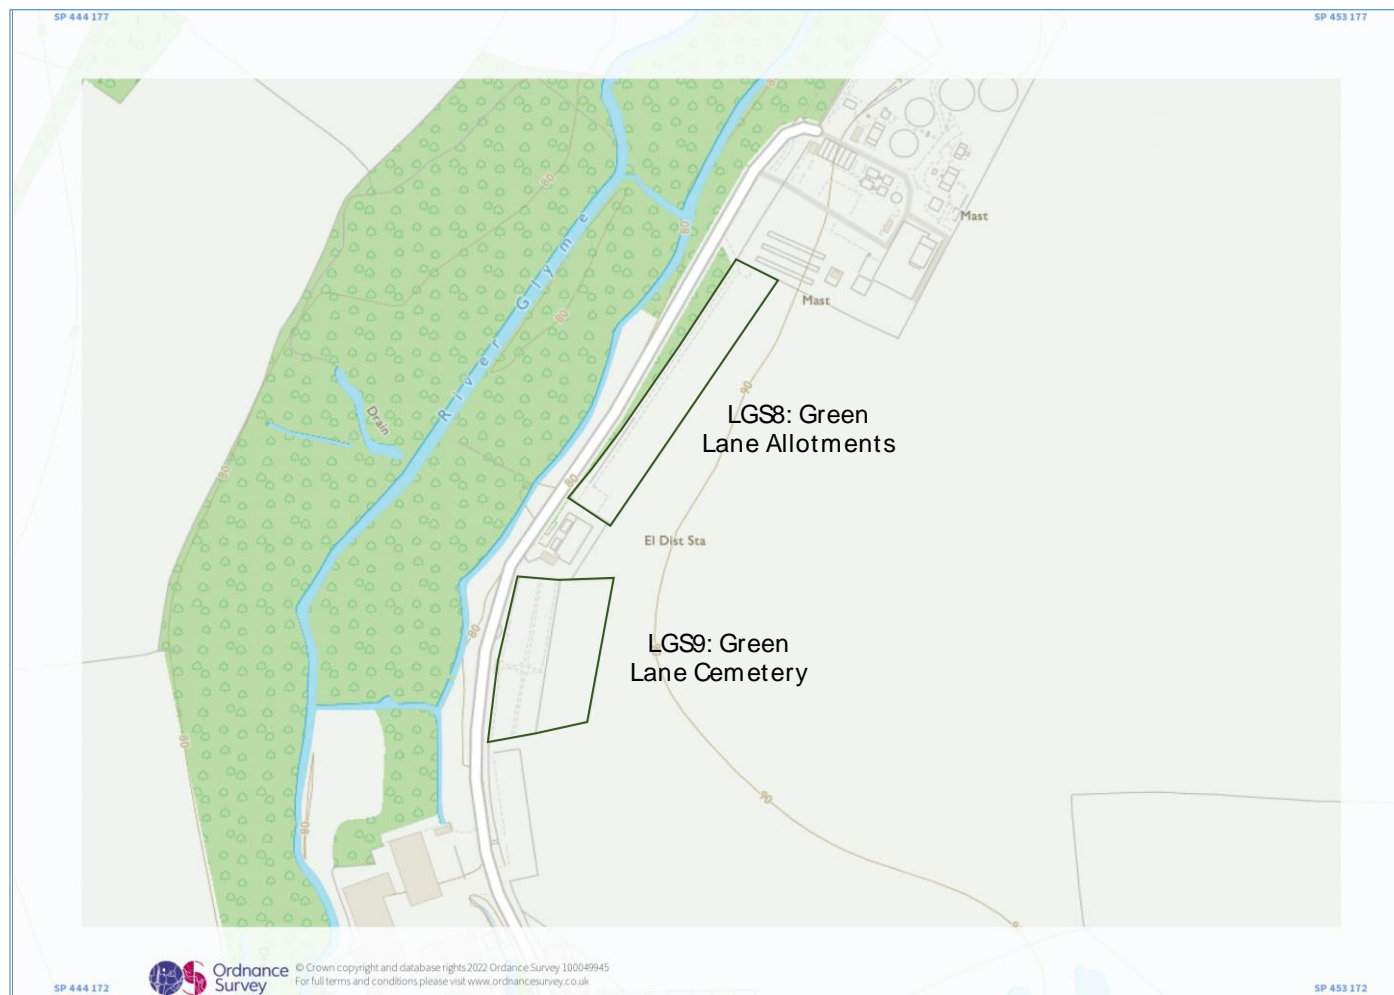 SP 444 177
SP 453 177
80
80
80
Mast
River Glyme
80
Mast
90
Drain
LGS8: Green
Lane Allotments
80
80
El Dist Sta
80
LGS9: Green
Lane Cemetery
80
90
80
Ordnance
Survey
© Crown copyright and database rights 2022 Ordance Survey 100049945
For full terms and conditions please visit www.ordnancesurvey.co.uk
SP 444 172
SP 453 172